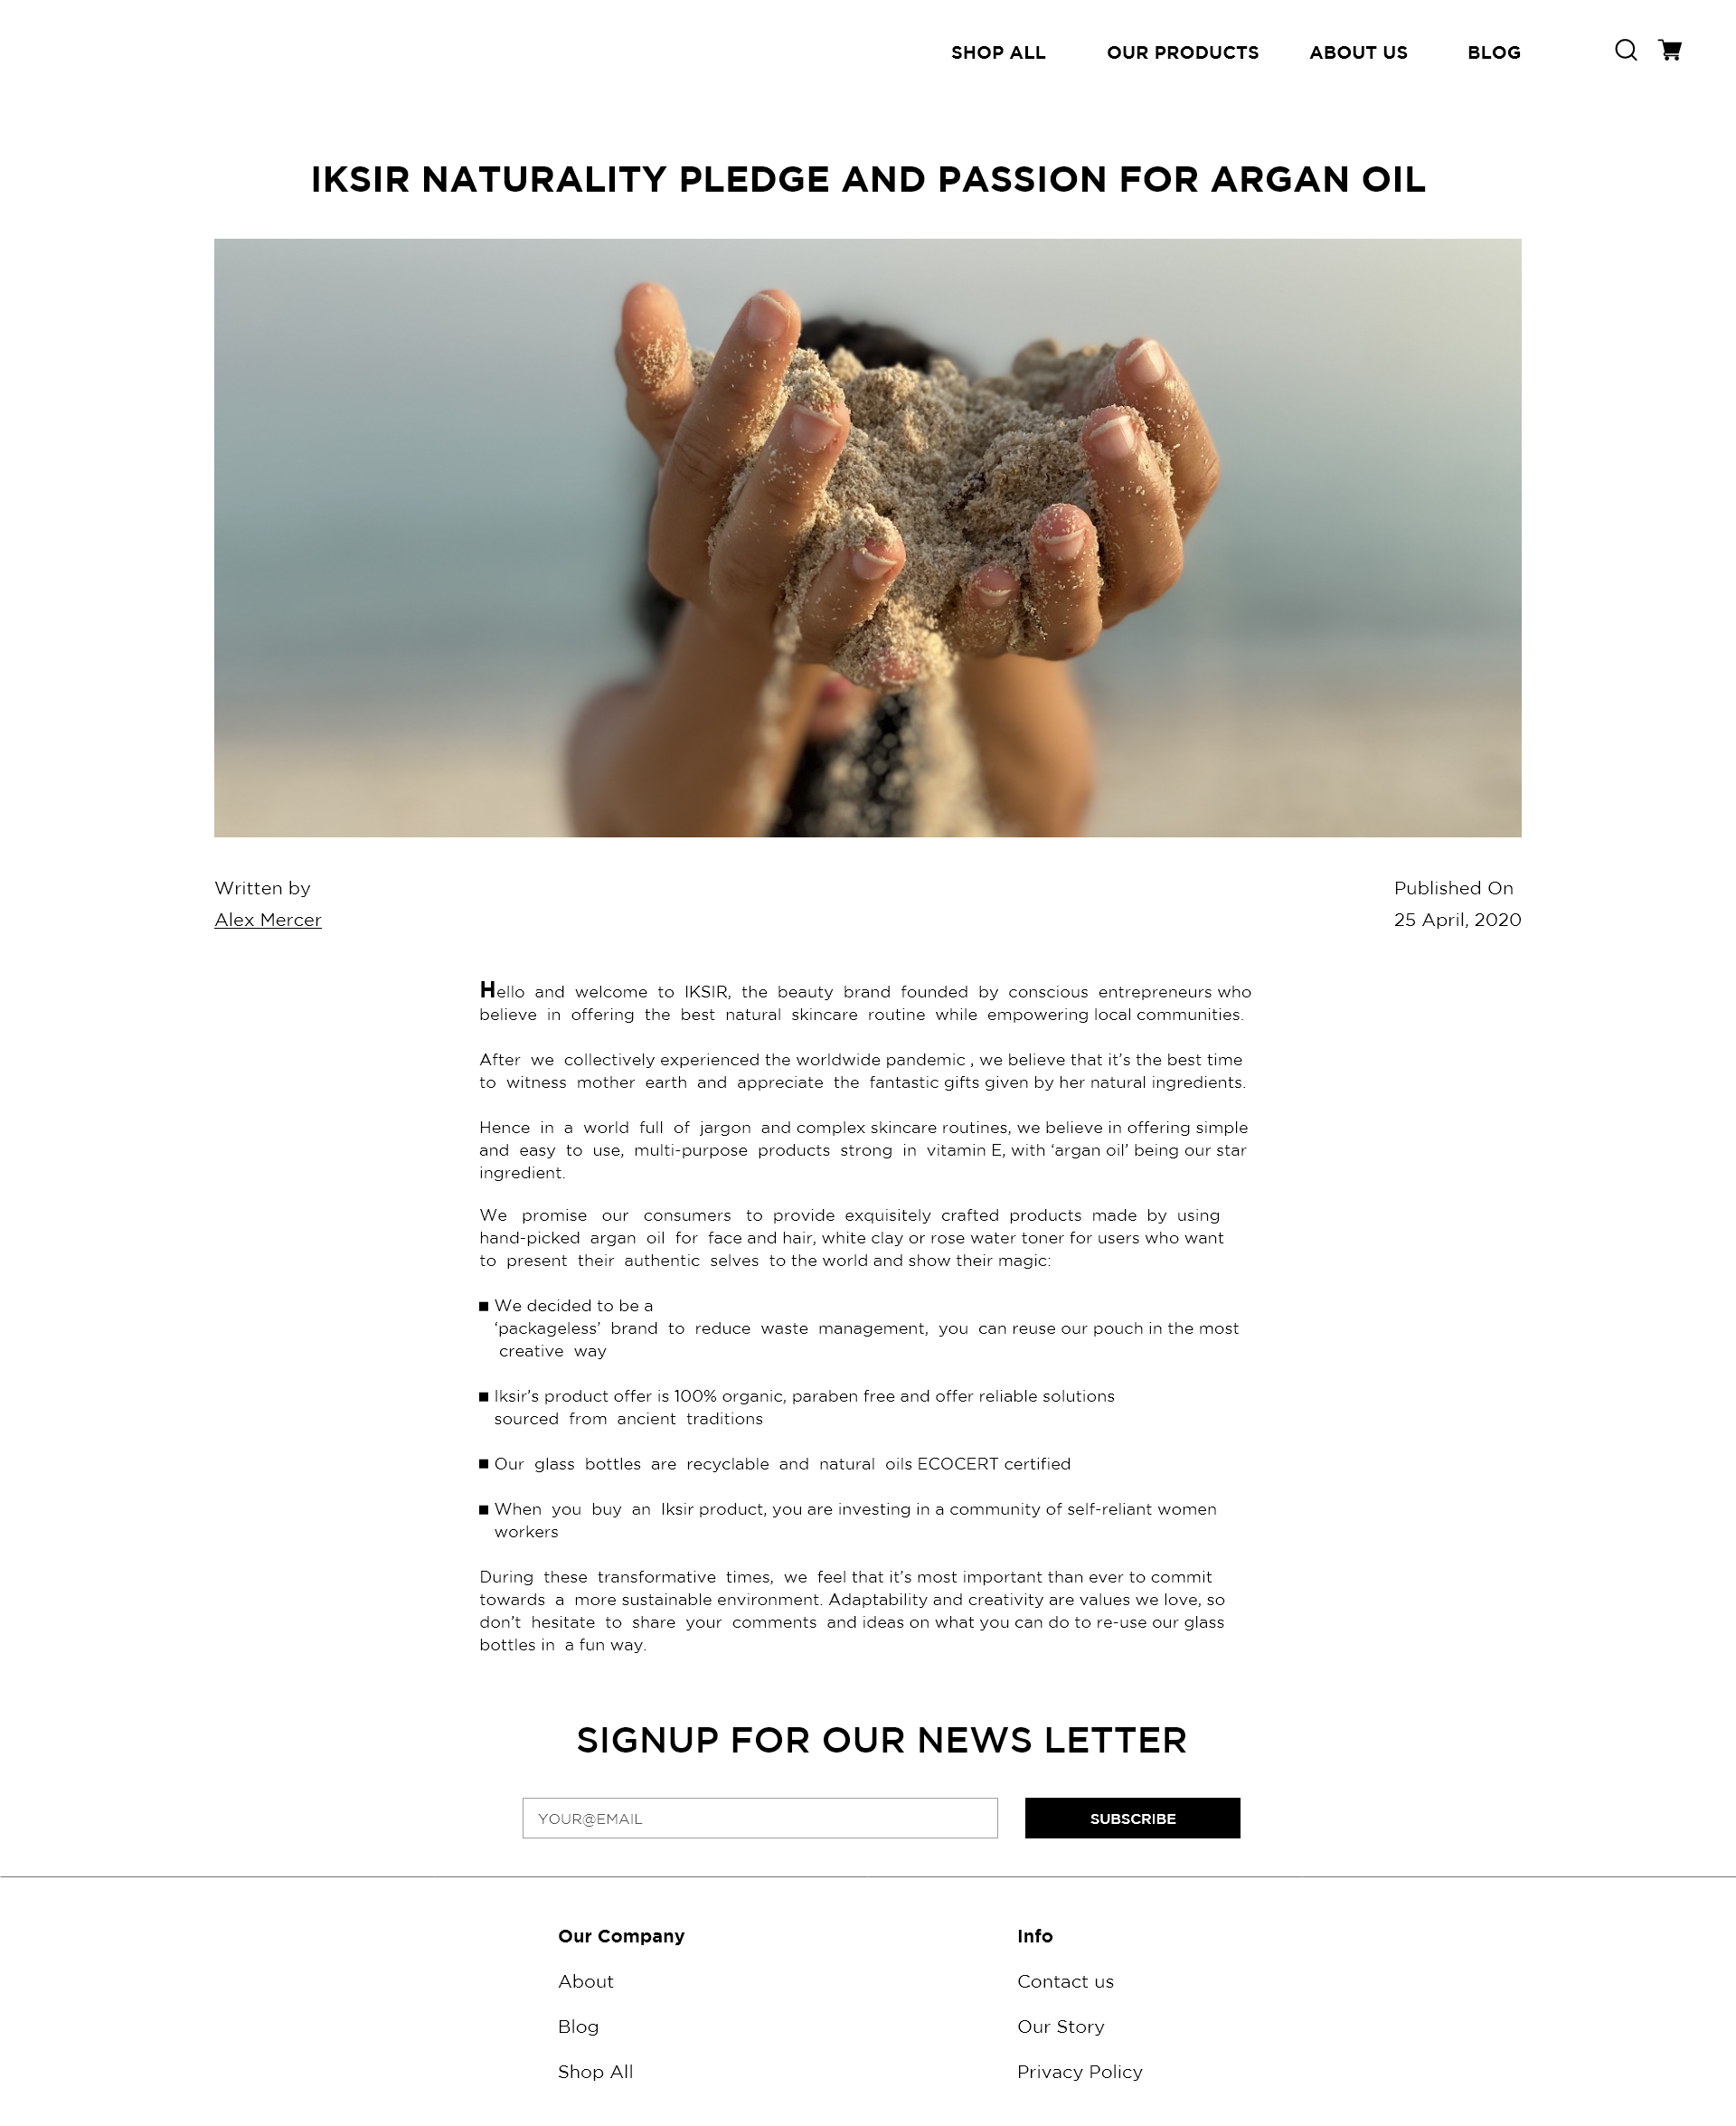 SHOP ALL OUR PRODUCTS ABOUT US BLOG
IKSIR NATURALITY PLEDGE AND PASSION FOR ARGAN OIL
Written by
Alex Mercer
Published On
25 April, 2020
Hello and welcome to IKSIR, the beauty brand founded by conscious entrepreneurs who
believe in offering the best natural skincare routine while empowering local communities.
After we collectively experienced the worldwide pandemic , we believe that it’s the best time
to witness mother earth and appreciate the fantastic gifts given by her natural ingredients.
Hence in a world full of jargon and complex skincare routines, we believe in offering simple
and easy to use, multi-purpose products strong in vitamin E, with ‘argan oil’ being our star
ingredient.
We promise our consumers to provide exquisitely crafted products made by using
hand-picked argan oil for face and hair, white clay or rose water toner for users who want
to present their authentic selves to the world and show their magic:
■ We decided to be a
‘packageless’ brand to reduce waste management, you can reuse our pouch in the most
creative way
■ Iksir’s product offer is 100% organic, paraben free and offer reliable solutions
sourced from ancient traditions
■ Our glass bottles are recyclable and natural oils ECOCERT certified
■ When you buy an Iksir product, you are investing in a community of self-reliant women
workers
During these transformative times, we feel that it’s most important than ever to commit
towards a more sustainable environment. Adaptability and creativity are values we love, so
don’t hesitate to share your comments and ideas on what you can do to re-use our glass
bottles in a fun way.
SIGNUP FOR OUR NEWS LETTER
YOUR@EMAIL
SUBSCRIBE
Our Company
About
Blog
Shop All
Info
Contact us
Our Story
Privacy Policy